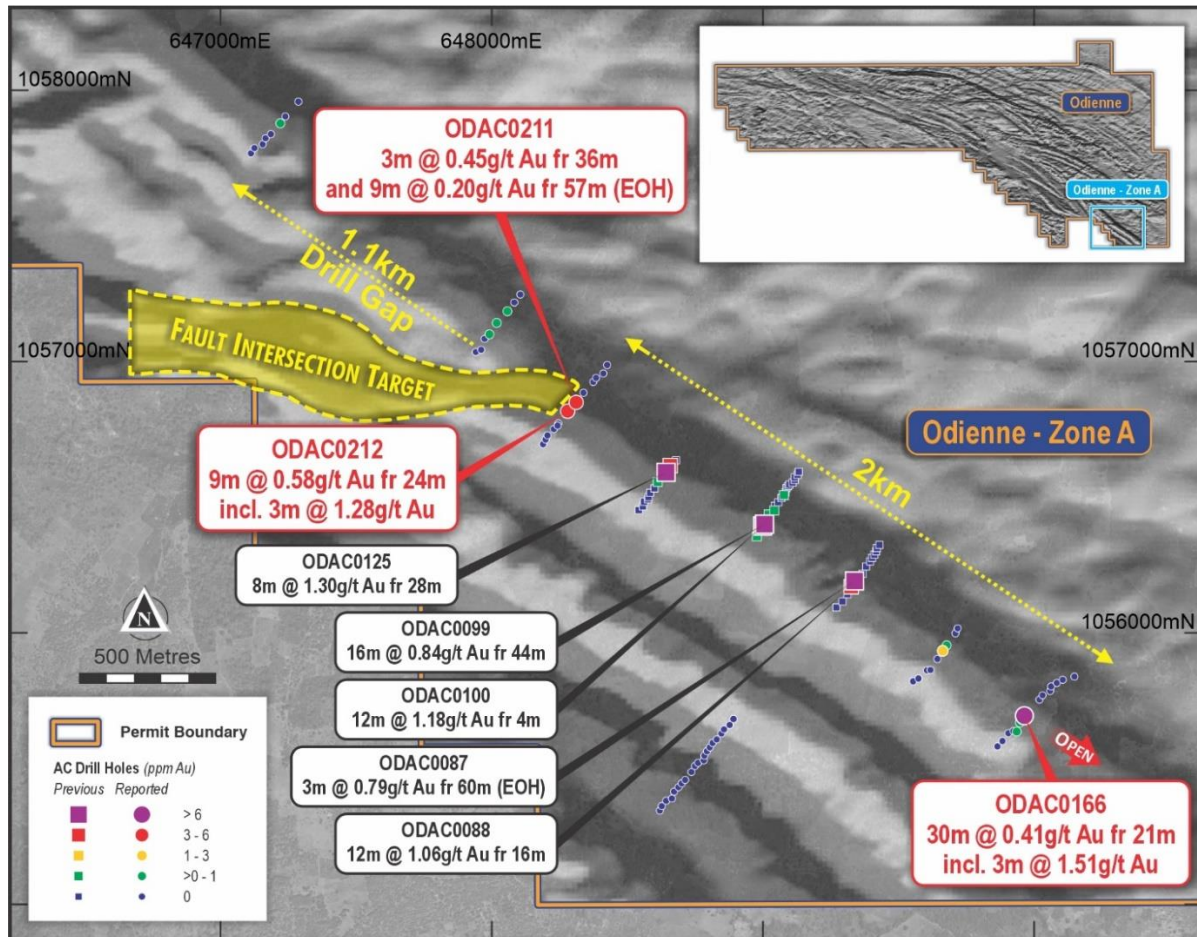 647000mE
648000mE
1058000mN
Odienne
Odienne - Zone A
ODAC0211
3m @ 0.45g/t Au fr 36m
and 9m @ 0.20g/t Au fr 57m (EOH)
1.1km
Drill Gap
1057000mN
1057000mN
FAULT INTERSECTION TARGET
Odienne - Zone A
2km
ODAC0212
9m @ 0.58g/t Au fr 24m
incl. 3m @ 1.28g/t Au
ODAC0125
8m @ 1.30g/t Au fr 28m
ODAC0099
16m @ 0.84g/t Au fr 44m
ODAC0100
12m @ 1.18g/t Au fr 4m
ODAC0087
3m @ 0.79g/t Au fr 60m (EOH)
ODAC0088
12m @ 1.06g/t Au fr 16m
1056000mN
OPEN
ODAC0166
30m @ 0.41g/t Au fr 21m
incl. 3m @ 1.51g/t Au
N
500 Metres
Permit Boundary
AC Drill Holes (ppm Au)
Previous Reported
> 6
3 - 6
1 - 3
>0 - 1
0